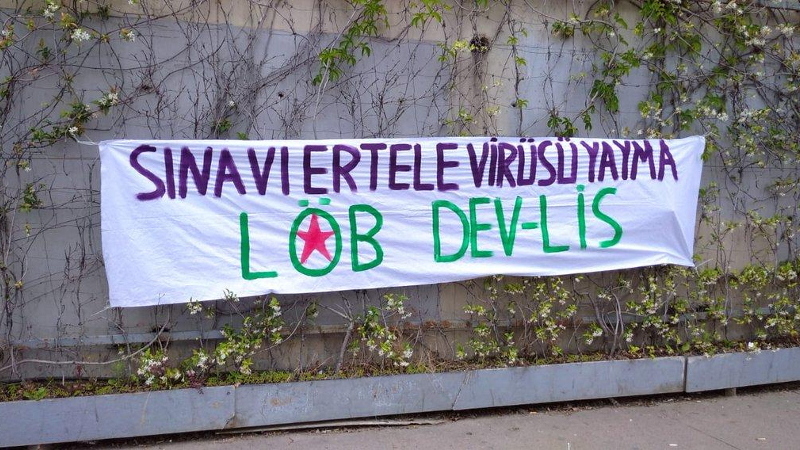 SINAVI ERTELE VİRÜSÜ YAYMA
LÖB DEV-LİS